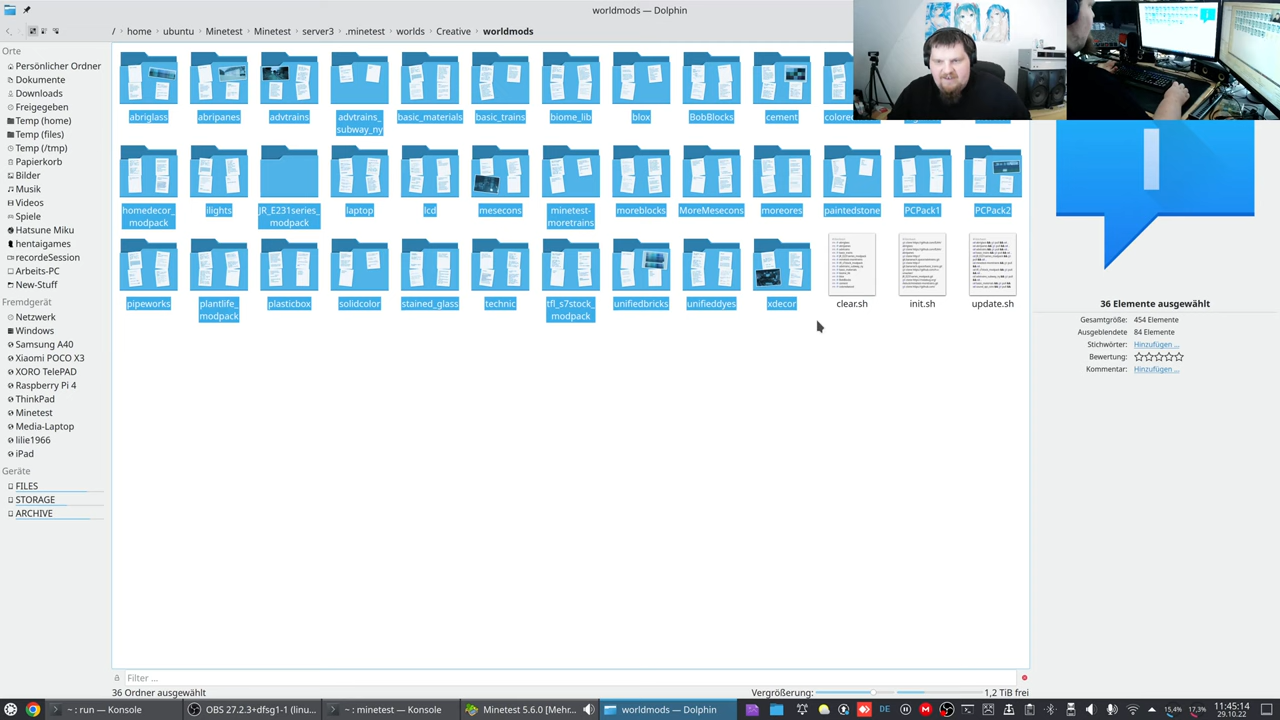 worldmods — Dolphin
/ home ubuntu Minetest Minetest server3 minetest worlds Creative worldmods
Orte
Persönlicher Ordner
Dokumente
Downloads
Freigegeben
Temp (home)
Temp (files)
Temp (/tmp)
Papierkorb
Bilder
Musik
Videos
Spiele
Hatsune Miku
hentaigames
recordeSession
Arbets-PC
New-Stuff
Fremdgerät
Netzwerk
Windows
Samsung A40
Xiaomi POCO X3
XORO TelePAD
Raspberry Pi 4
ThinkPad
Minetest
Media-Laptop
lilie1966
iPad
Geräte
FILES
STORAGE
ARCHIVE
abriglass abripanes advtrains advtrains_ basic_materials basic_trains biome_lib blox BobBlocks cement
subway_ny
homedecor_ ilights JR_E231series_ laptop lcd mesecons minetest- moreblocks MoreMesecons moreores paintedstone PCPack1 PCPack2
modpack modpack moretrains
pipeworks plantlife_ plasticbox solidcolor stained_glass technic tfl_s7stock_ unifiedbricks unifieddyes xdecor clear.sh init.sh update.sh
modpack modpack
36 Elemente ausgewählt
Gesamtgröße: 454 Elemente
Ausgeblendete 84 Elemente
Stichwörter: Hinzufügen ...
Bewertung:
Kommentar: Hinzufügen ...
Filter ...
36 Ordner ausgewählt
Vergrößerung:
1,2 TiB frei
~ : run — Konsole
OBS 27.2.3+dfsg1-1 (linu...
~ : minetest — Konsole
Minetest 5.6.0 [Mehr...
worldmods — Dolphin
DE
15,4%
17,3%
11:45:14
29.10.22